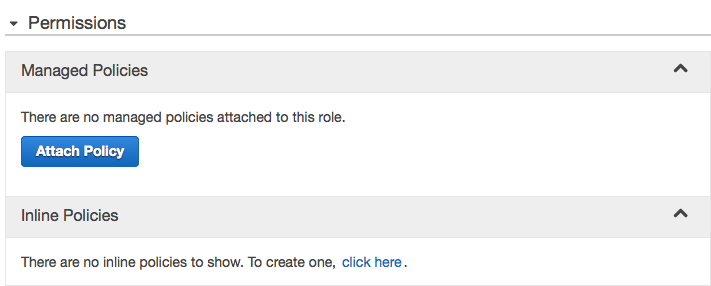 Permissions
Managed Policies
There are no managed policies attached to this role.
Attach Policy
Inline Policies
There are no inline policies to show. To create one, click here.